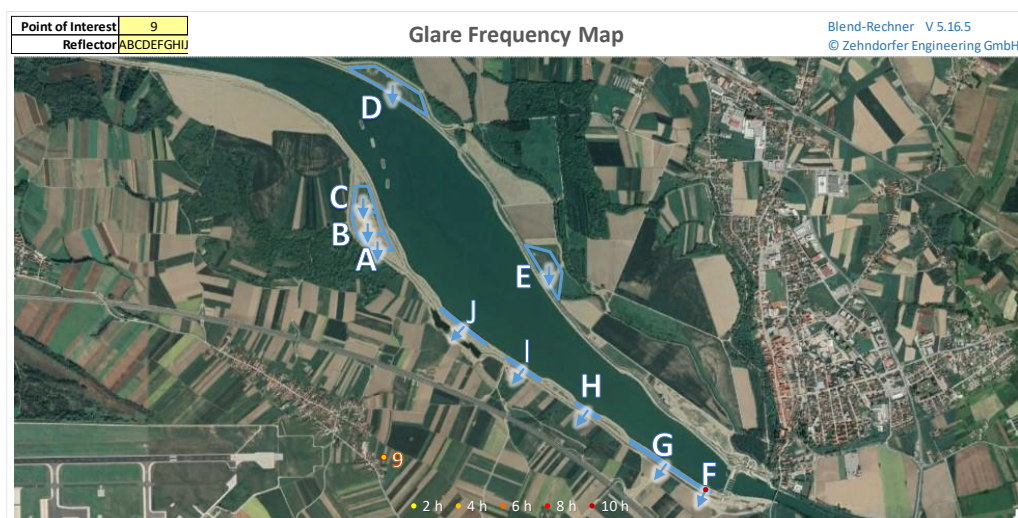 Point of Interest 9
Reflector ABCDEFGHIJ
Glare Frequency Map
Blend-Rechner V 5.16.5
© Zehndorfer Engineering GmbH
D
C
B
A
E
J
I
H
G
F
9
2 h 4 h 6 h 8 h 10 h